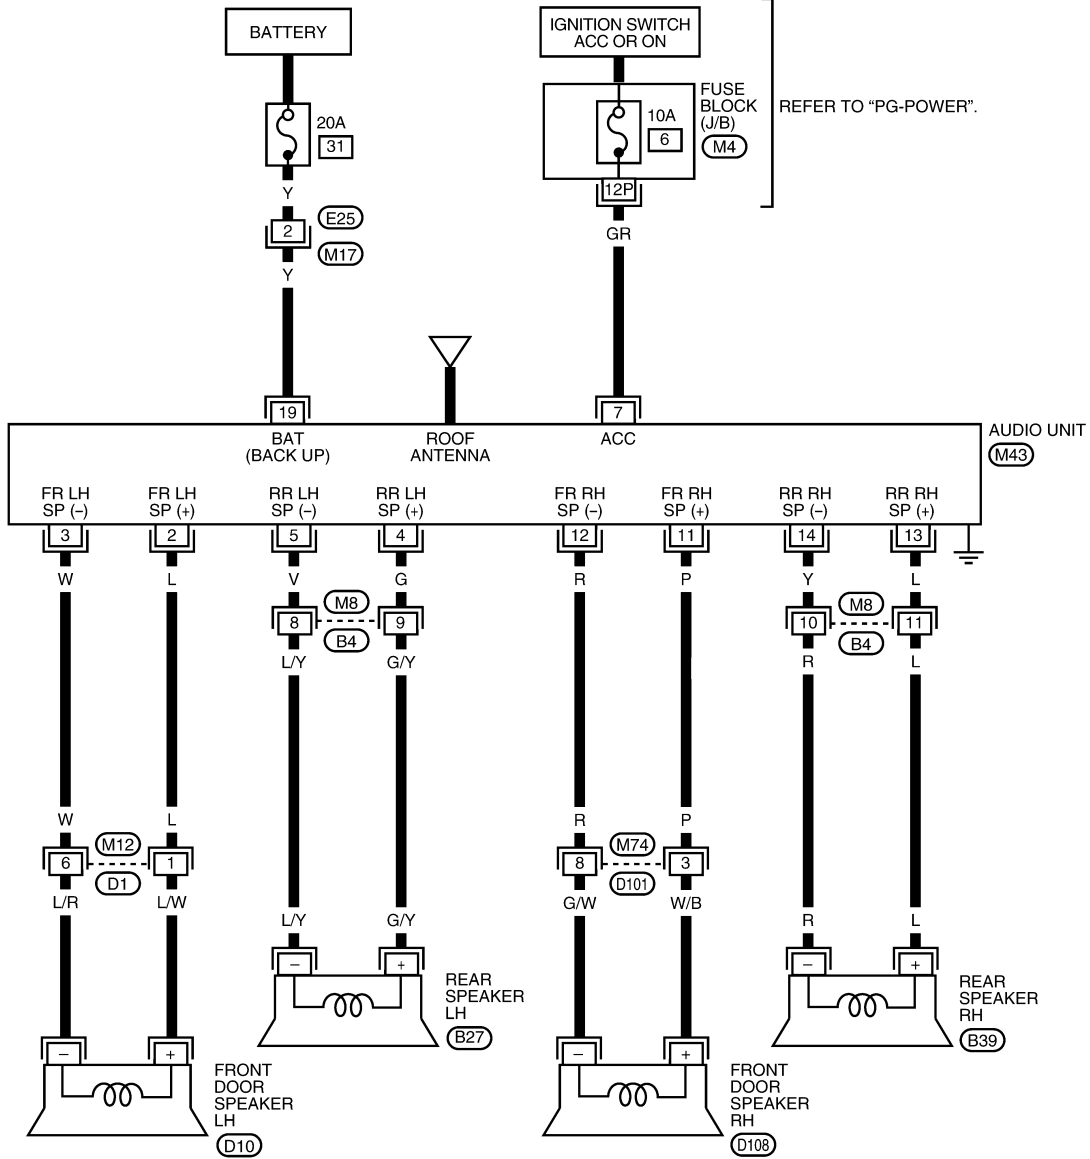 BATTERY
IGNITION SWITCH
ACC OR ON
20A
31
10A
6
FUSE
BLOCK
(J/B)
M4
REFER TO “PG-POWER”.
12P
Y
E25
2
M17
Y
GR
19
7
BAT
(BACK UP)
ROOF
ANTENNA
ACC
AUDIO UNIT
M43
FR LH
SP (–)
FR LH
SP (+)
RR LH
SP (–)
RR LH
SP (+)
FR RH
SP (–)
FR RH
SP (+)
RR RH
SP (–)
RR RH
SP (+)
3
2
5
4
12
11
14
13
W
L
V
G
R
P
Y
L
M8
8
9
B4
M8
10
11
B4
L/Y
G/Y
R
L
W
L
R
P
M12
6
1
D1
M74
8
3
D101
L/R
L/W
G/W
W/B
L/Y
G/Y
R
L
–
+
–
+
REAR
SPEAKER
LH
B27
REAR
SPEAKER
RH
B39
–
+
–
+
FRONT
DOOR
SPEAKER
LH
D10
FRONT
DOOR
SPEAKER
RH
D108